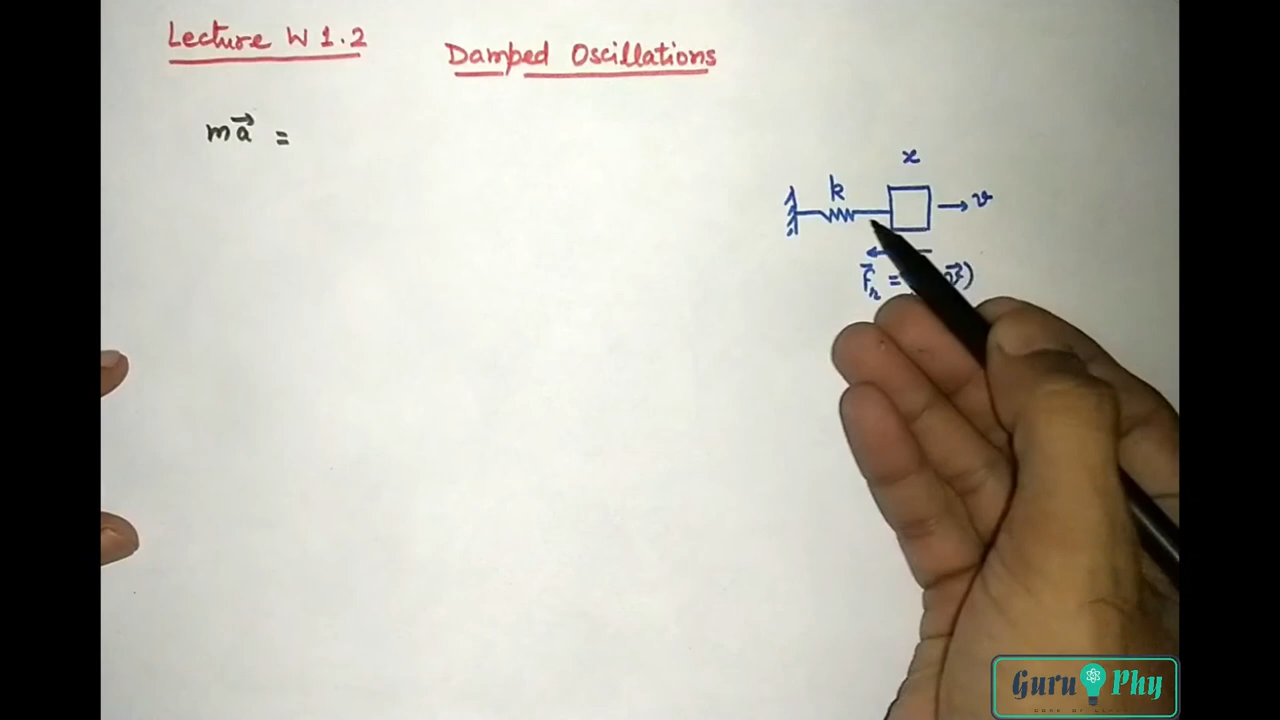 Lecture W 1.2
Damped Oscillations
ma⃗ =
x
k
v
F⃗r =
Guru Phy